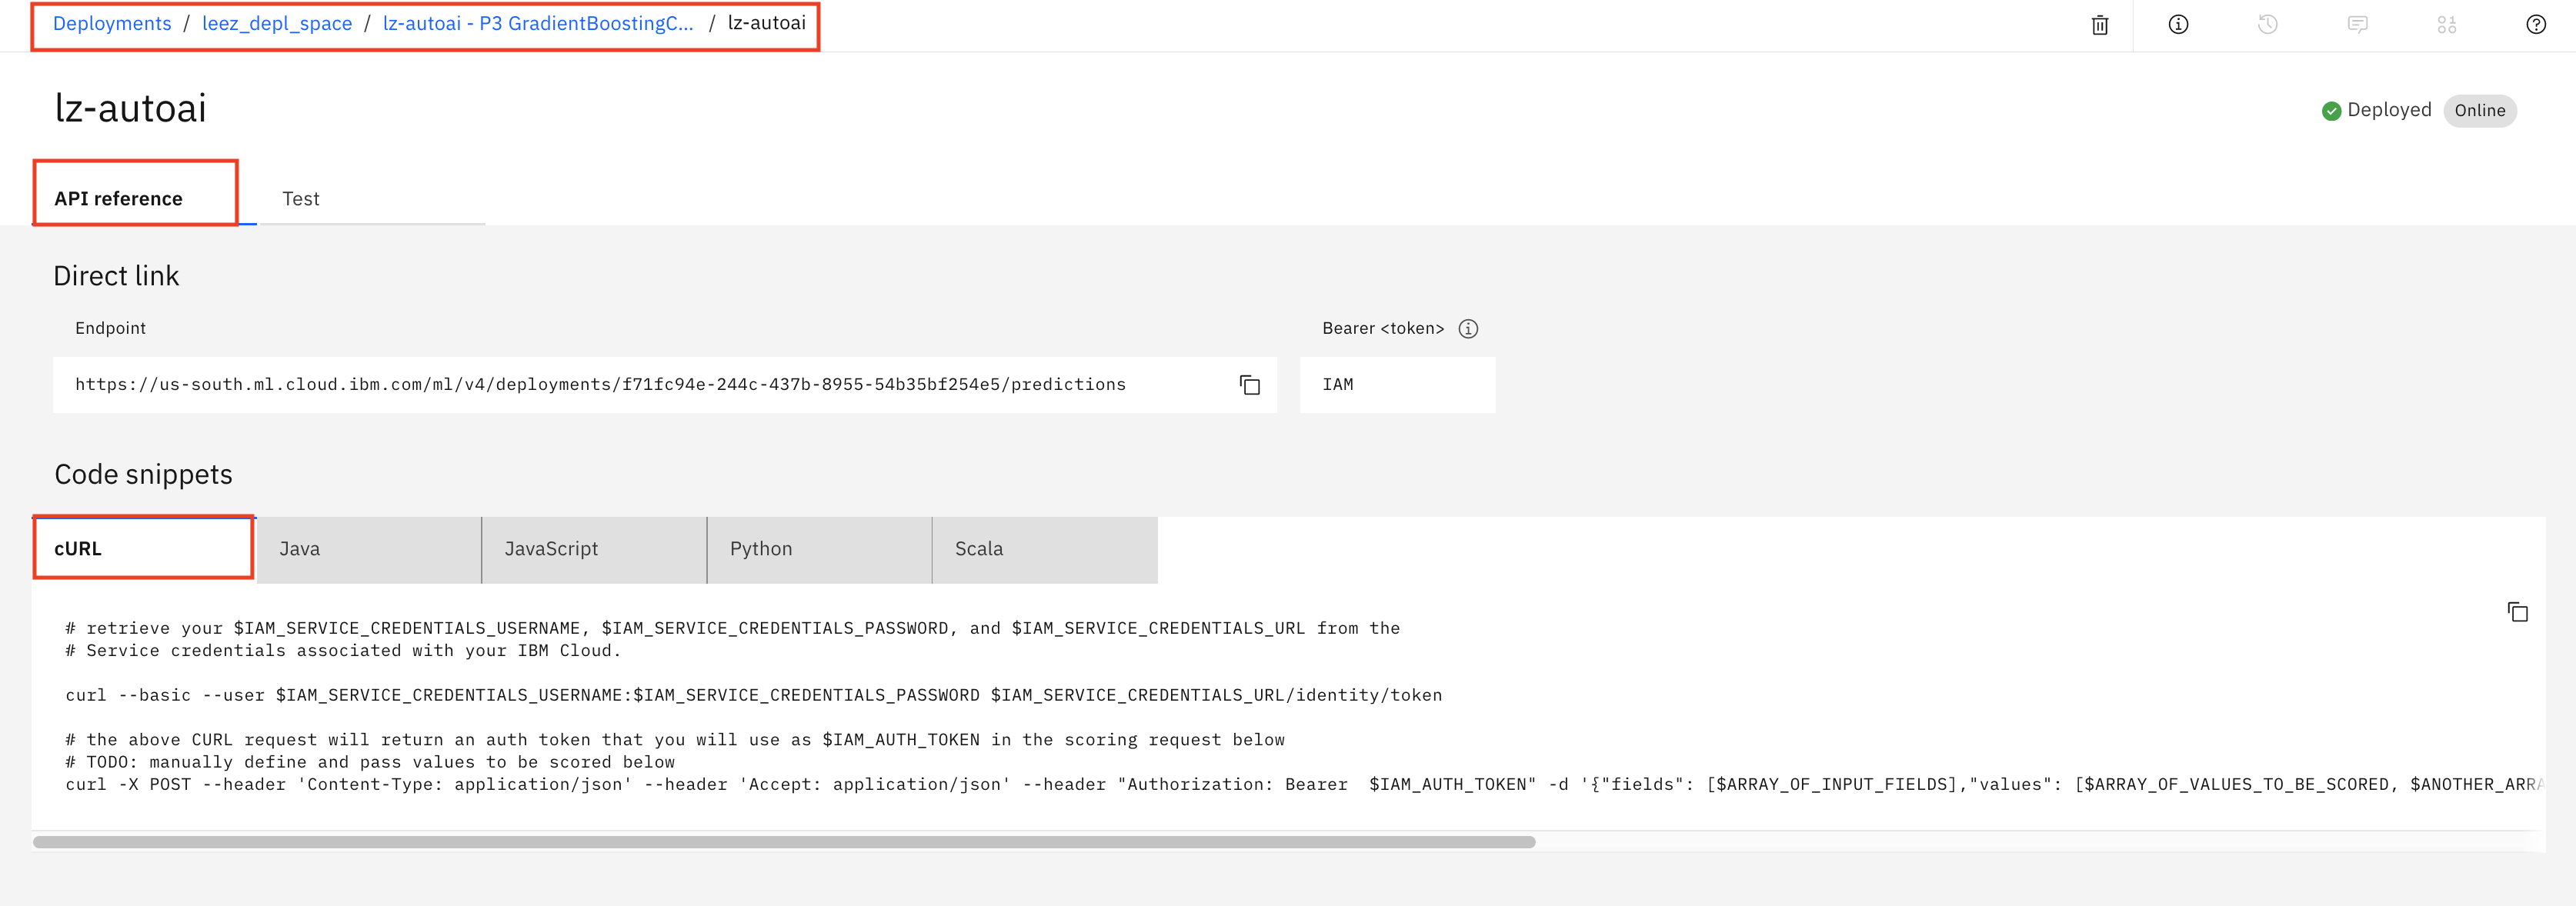 Deployments / leez_depl_space / lz-autoai - P3 GradientBoostingC... / lz-autoai
lz-autoai
Deployed Online
API reference Test
Direct link
Endpoint Bearer <token>
https://us-south.ml.cloud.ibm.com/ml/v4/deployments/f71fc94e-244c-437b-8955-54b35bf254e5/predictions IAM
Code snippets
cURL Java JavaScript Python Scala
# retrieve your $IAM_SERVICE_CREDENTIALS_USERNAME, $IAM_SERVICE_CREDENTIALS_PASSWORD, and $IAM_SERVICE_CREDENTIALS_URL from the
# Service credentials associated with your IBM Cloud.
curl --basic --user $IAM_SERVICE_CREDENTIALS_USERNAME:$IAM_SERVICE_CREDENTIALS_PASSWORD $IAM_SERVICE_CREDENTIALS_URL/identity/token
# the above CURL request will return an auth token that you will use as $IAM_AUTH_TOKEN in the scoring request below
# TODO: manually define and pass values to be scored below
curl -X POST --header 'Content-Type: application/json' --header 'Accept: application/json' --header "Authorization: Bearer  $IAM_AUTH_TOKEN" -d '{"fields": [$ARRAY_OF_INPUT_FIELDS],"values": [$ARRAY_OF_VALUES_TO_BE_SCORED, $ANOTHER_ARRA